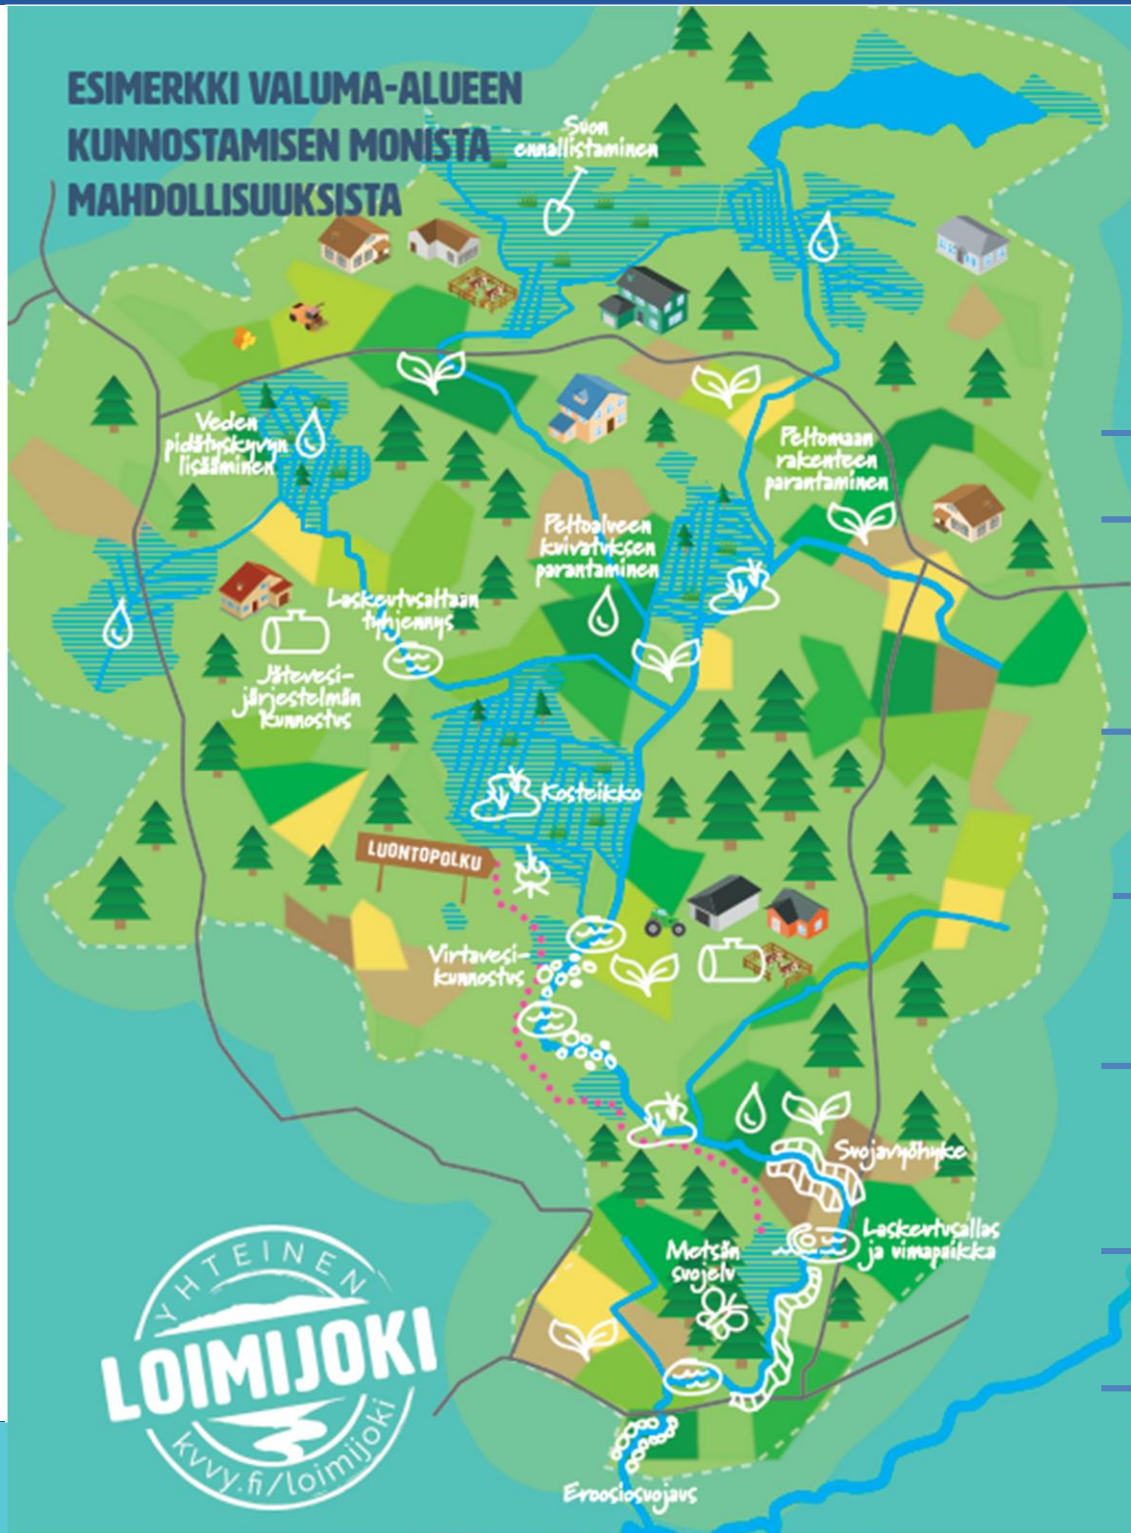 ESIMERKKI VALUMA-ALUEEN
KUNNOSTAMISEN MONISTA
MAHDOLLISUUKSISTA
Suon
ennallistaminen
Veden
pidätyskyvyn
lisääminen
Peltomaan
rakenteen
parantaminen
Peltoalueen
kuivatuksen
parantaminen
Laskeutusaltaan
tyhjennys
Jätevesi-
järjestelmän
kunnostus
Kosteikko
LUONTOPOLKU
Virtavesi-
kunnostus
Suojavyöhyke
Laskeutusallas
ja uimapaikka
Metsän
suojelu
Eroosiosuojaus
YHTEINEN
LOIMIJOKI
kvvy.fi/loimijoki